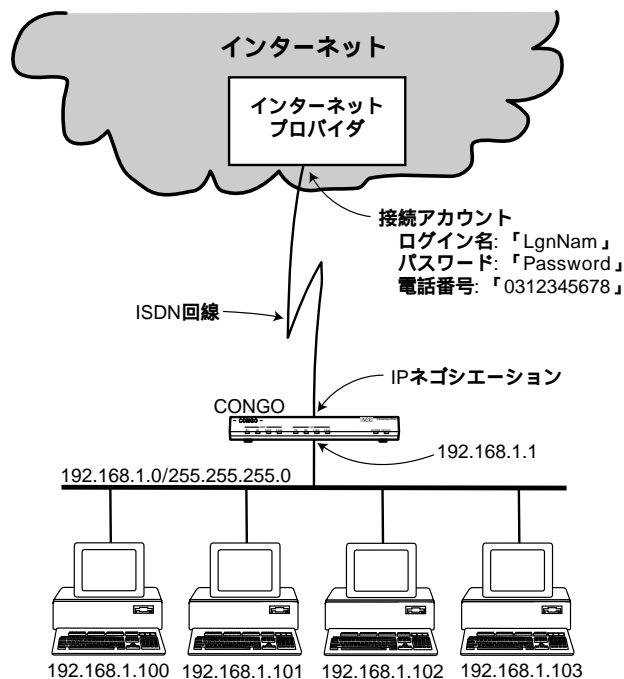 インターネット
インターネット
プロバイダ
接続アカウント
ログイン名:「LgnNam」
パスワード:「Password」
電話番号:「0312345678」
ISDN回線
IPネゴシエーション
CONGO
- CONGO -
192.168.1.1
192.168.1.0/255.255.255.0
192.168.1.100
192.168.1.101
192.168.1.102
192.168.1.103